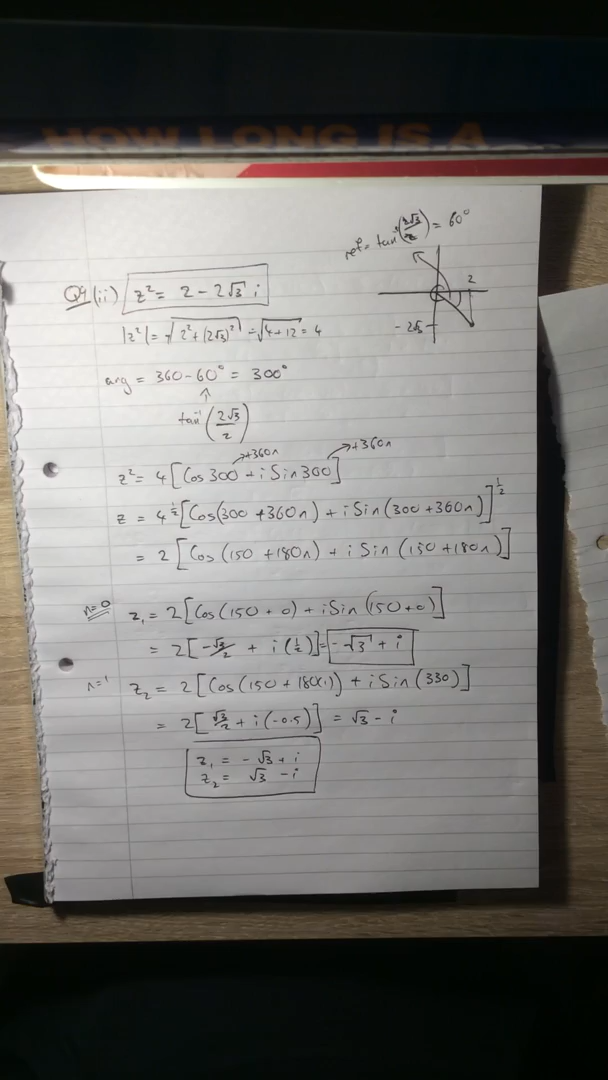 HOW LONG IS A
ref = tan⁻¹(2√3/2) = 60°
Q9 (ii) z² = 2 - 2√3 i
2
- 2√3
|z²| = √(2² + (2√3)²) = √(4 + 12) = 4
arg = 360 - 60° = 300°
↑
tan⁻¹(2√3/2)
+360n +360n
z² = 4 [Cos 300 + i Sin 300]
z = 4^½ [Cos(300 + 360n) + i Sin (300 + 360n)]^½
= 2 [Cos (150 + 180n) + i Sin (150 + 180n)]
n=0 z₁ = 2 [Cos (150 + 0) + i Sin (150 + 0)]
= 2 [-√3/2 + i (½)] = -√3 + i
n=1 z₂ = 2 [Cos (150 + 180(1)) + i Sin (330)]
= 2 [√3/2 + i (-0.5)] = √3 - i
z₁ = - √3 + i
z₂ = √3 - i